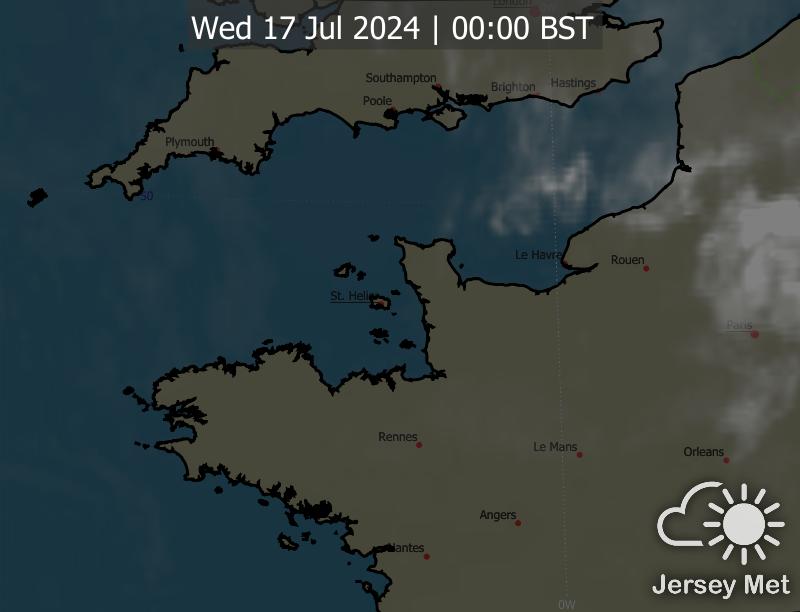 London
Wed 17 Jul 2024 | 00:00 BST
Southampton
Brighton
Hastings
Poole
Plymouth
50
Le Havre
Rouen
St. Helier
Paris
Rennes
Le Mans
Orleans
Angers
Nantes
Jersey Met
0W